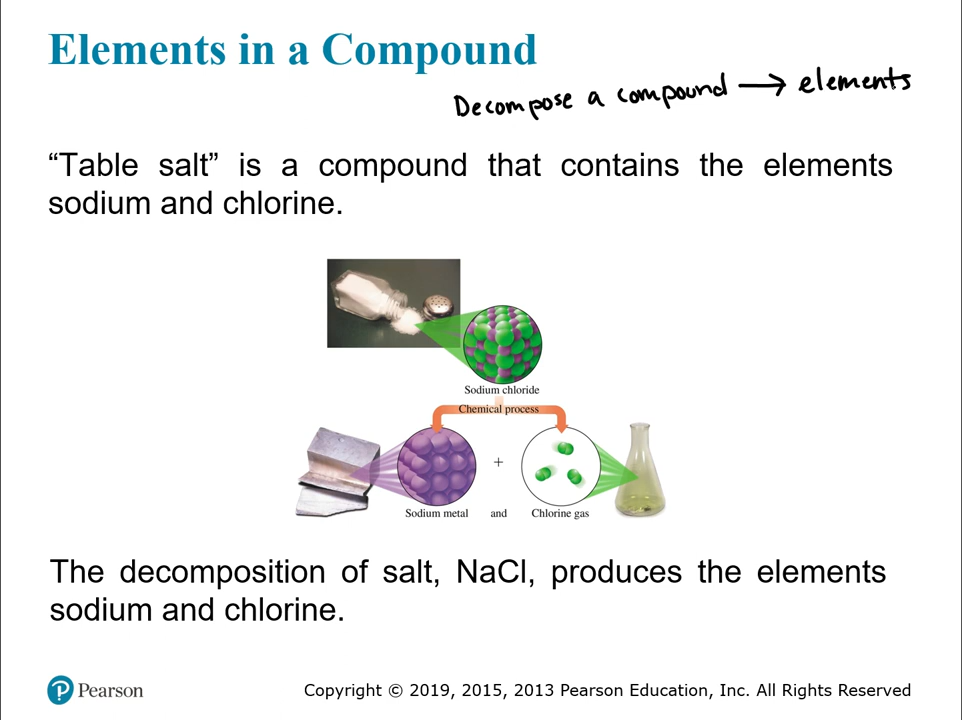 Elements in a Compound
Decompose a compound → elements
“Table salt” is a compound that contains the elements
sodium and chlorine.
Sodium chloride
Chemical process
+
Sodium metal and Chlorine gas
The decomposition of salt, NaCl, produces the elements
sodium and chlorine.
Pearson
Copyright © 2019, 2015, 2013 Pearson Education, Inc. All Rights Reserved